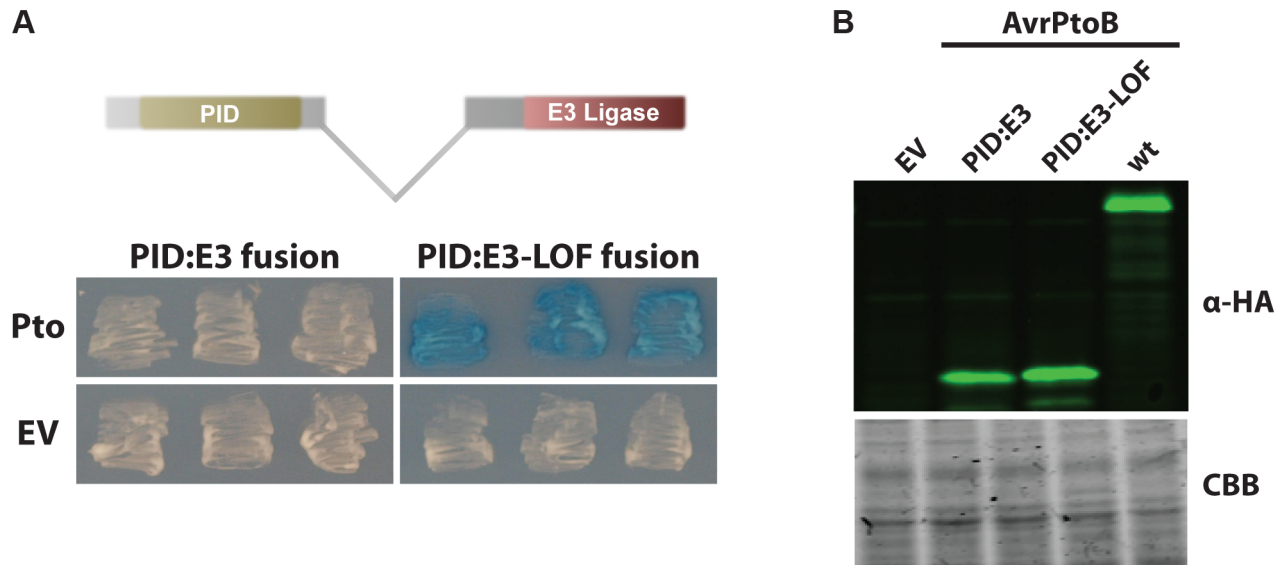 A
PID
E3 Ligase
PID:E3 fusion
PID:E3-LOF fusion
Pto
EV
B
AvrPtoB
EV
PID:E3
PID:E3-LOF
wt
α-HA
CBB